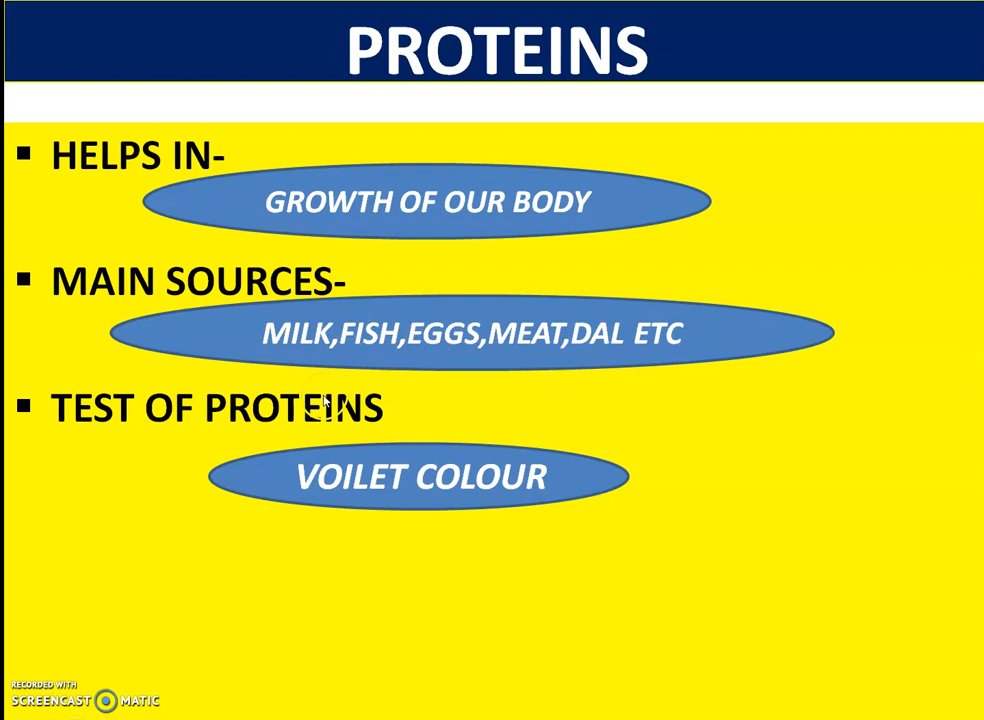 PROTEINS
▪ HELPS IN-
GROWTH OF OUR BODY
▪ MAIN SOURCES-
MILK,FISH,EGGS,MEAT,DAL ETC
▪ TEST OF PROTEINS
VOILET COLOUR
RECORDED WITH
SCREENCAST MATIC